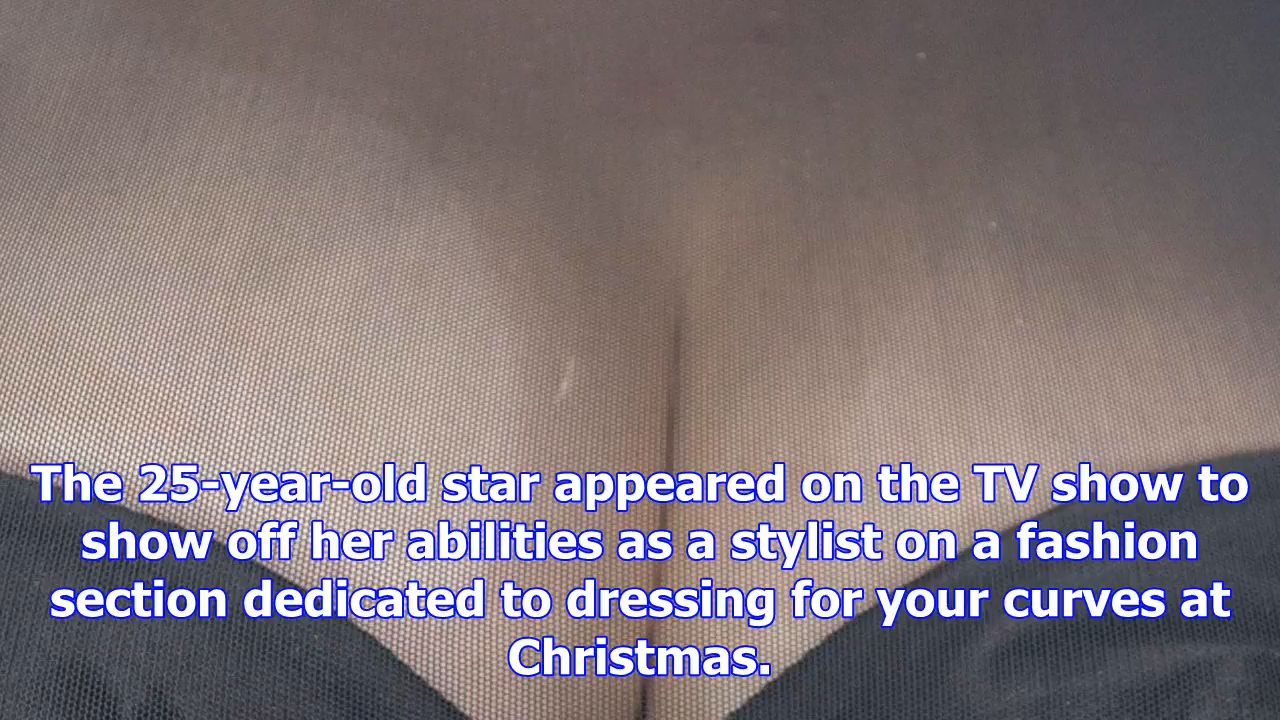 The 25-year-old star appeared on the TV show to
show off her abilities as a stylist on a fashion
section dedicated to dressing for your curves at
Christmas.